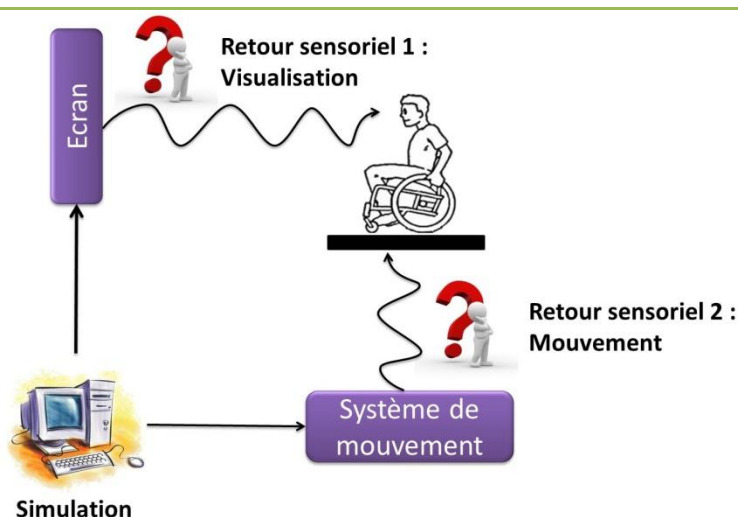 Retour sensoriel 1 :
Visualisation
Ecran
Retour sensoriel 2 :
Mouvement
Système de
mouvement
Simulation